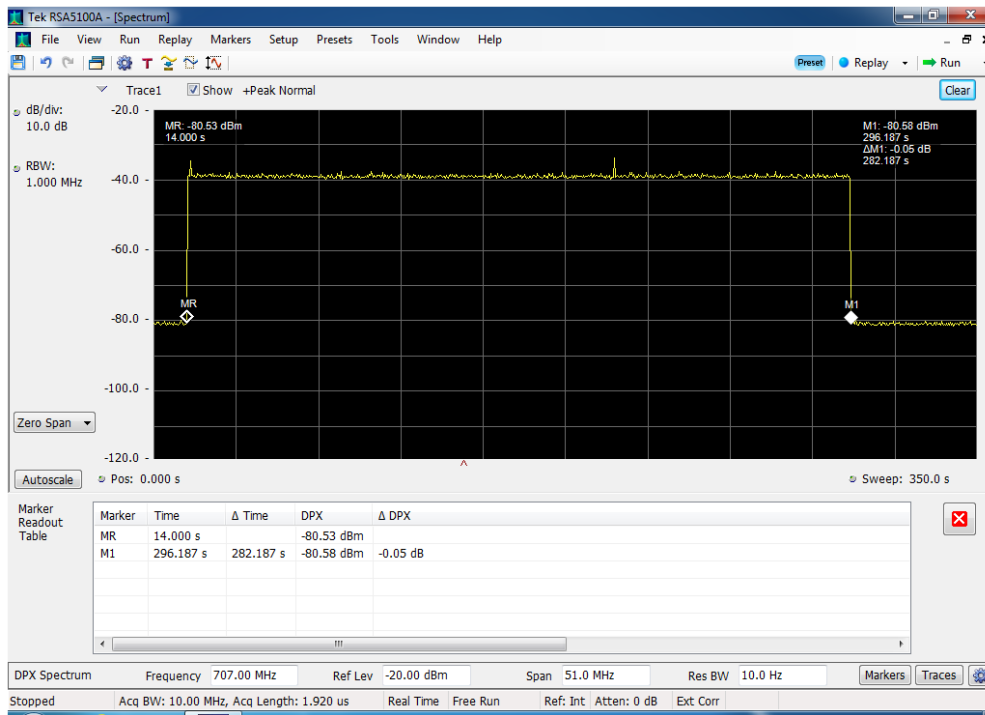 Tek RSA5100A - [Spectrum]
File View Run Replay Markers Setup Presets Tools Window Help
T Preset Replay Run
Trace1 Show +Peak Normal Clear
dB/div:
10.0 dB
RBW:
1.000 MHz
-20.0
-40.0
-60.0
-80.0
-100.0
-120.0
MR: -80.53 dBm
14.000 s
M1: -80.58 dBm
296.187 s
ΔM1: -0.05 dB
282.187 s
MR
M1
Zero Span
Autoscale Pos: 0.000 s Sweep: 350.0 s
Marker
Readout
Table
Marker Time Δ Time DPX Δ DPX
MR 14.000 s -80.53 dBm
M1 296.187 s 282.187 s -80.58 dBm -0.05 dB
DPX Spectrum Frequency 707.00 MHz Ref Lev -20.00 dBm Span 51.0 MHz Res BW 10.0 Hz Markers Traces
Stopped Acq BW: 10.00 MHz, Acq Length: 1.920 us Real Time Free Run Ref: Int Atten: 0 dB Ext Corr